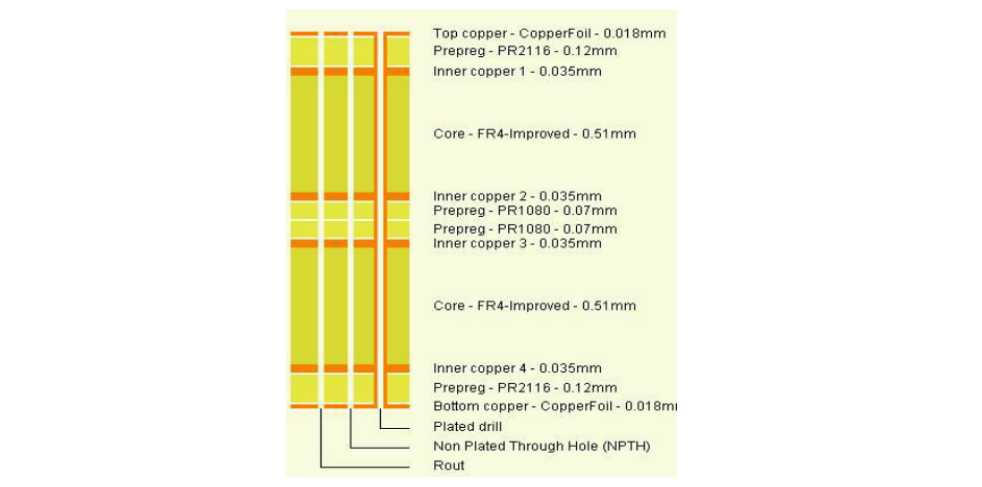 Top copper - CopperFoil - 0.018mm
Prepreg - PR2116 - 0.12mm
Inner copper 1 - 0.035mm
Core - FR4-Improved - 0.51mm
Inner copper 2 - 0.035mm
Prepreg - PR1080 - 0.07mm
Prepreg - PR1080 - 0.07mm
Inner copper 3 - 0.035mm
Core - FR4-Improved - 0.51mm
Inner copper 4 - 0.035mm
Prepreg - PR2116 - 0.12mm
Bottom copper - CopperFoil - 0.018m
Plated drill
Non Plated Through Hole (NPTH)
Rout